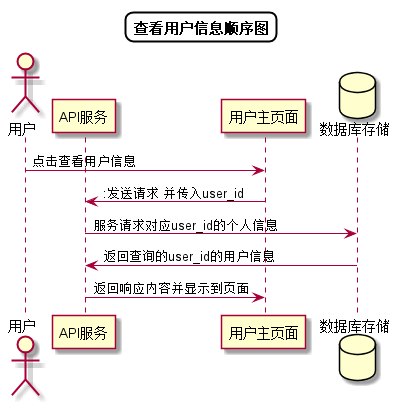 查看用户信息顺序图
用户
API服务
用户主页面
数据库存储
点击查看用户信息
:发送请求 并传入user_id
服务请求对应user_id的个人信息
返回查询的user_id的用户信息
返回响应内容并显示到页面
用户
API服务
用户主页面
数据库存储